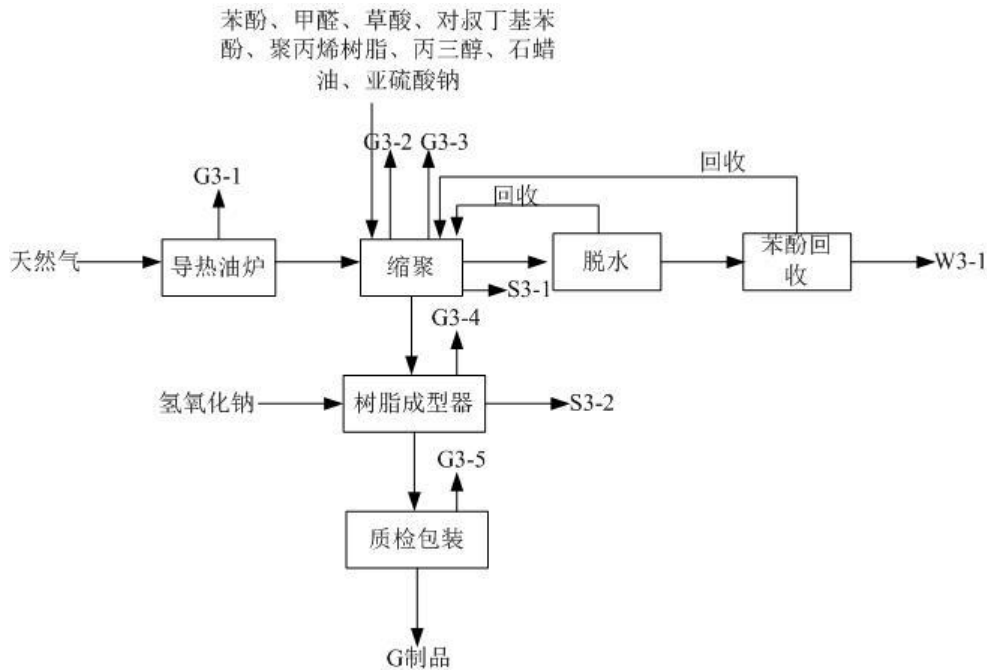 苯酚、甲醛、草酸、对叔丁基苯
酚、聚丙烯树脂、丙三醇、石蜡
油、亚硫酸钠
G3-2
G3-3
回收
G3-1
回收
天然气
导热油炉
缩聚
脱水
苯酚回
收
W3-1
S3-1
G3-4
氢氧化钠
树脂成型器
S3-2
G3-5
质检包装
G制品